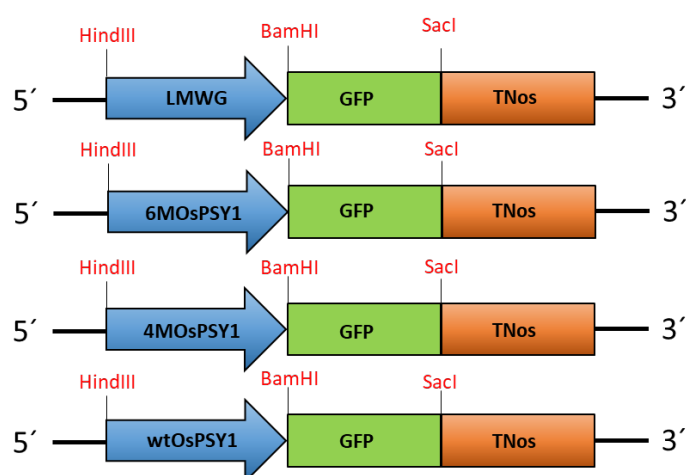 HindIII BamHI SacI
5´ LMWG GFP TNos 3´
HindIII BamHI SacI
5´ 6MOsPSY1 GFP TNos 3´
HindIII BamHI SacI
5´ 4MOsPSY1 GFP TNos 3´
HindIII BamHI SacI
5´ wtOsPSY1 GFP TNos 3´